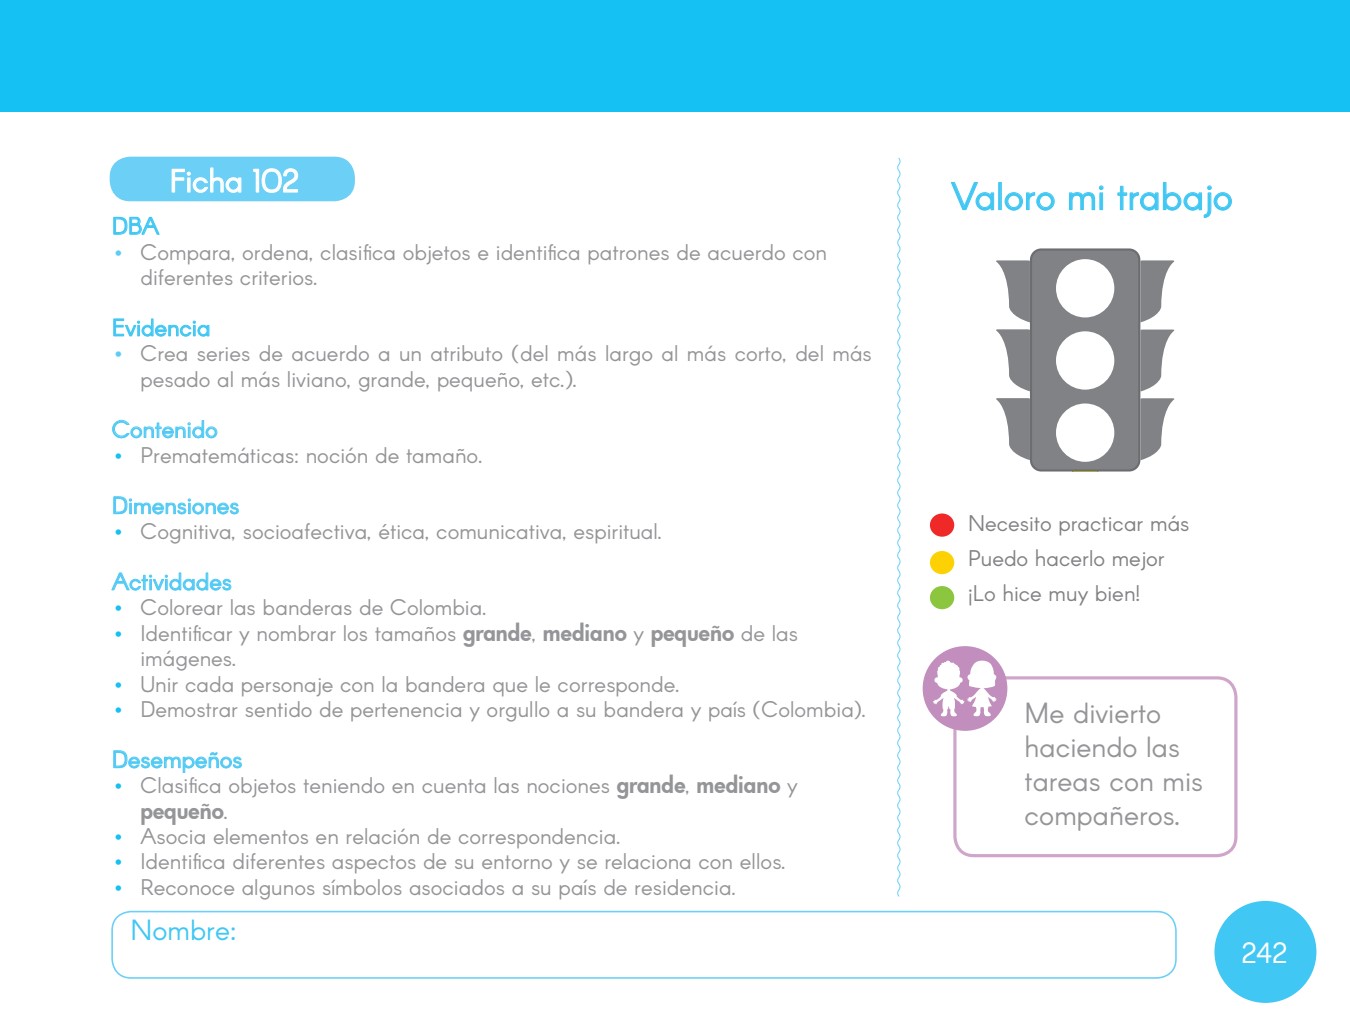 Ficha 102
DBA
• Compara, ordena, clasifica objetos e identifica patrones de acuerdo con
diferentes criterios.
Evidencia
• Crea series de acuerdo a un atributo (del más largo al más corto, del más
pesado al más liviano, grande, pequeño, etc.).
Contenido
• Prematemáticas: noción de tamaño.
Dimensiones
• Cognitiva, socioafectiva, ética, comunicativa, espiritual.
Actividades
• Colorear las banderas de Colombia.
• Identificar y nombrar los tamaños grande, mediano y pequeño de las
imágenes.
• Unir cada personaje con la bandera que le corresponde.
• Demostrar sentido de pertenencia y orgullo a su bandera y país (Colombia).
Desempeños
• Clasifica objetos teniendo en cuenta las nociones grande, mediano y
pequeño.
• Asocia elementos en relación de correspondencia.
• Identifica diferentes aspectos de su entorno y se relaciona con ellos.
• Reconoce algunos símbolos asociados a su país de residencia.
Valoro mi trabajo
Necesito practicar más
Puedo hacerlo mejor
¡Lo hice muy bien!
Me divierto
haciendo las
tareas con mis
compañeros.
Nombre:
242